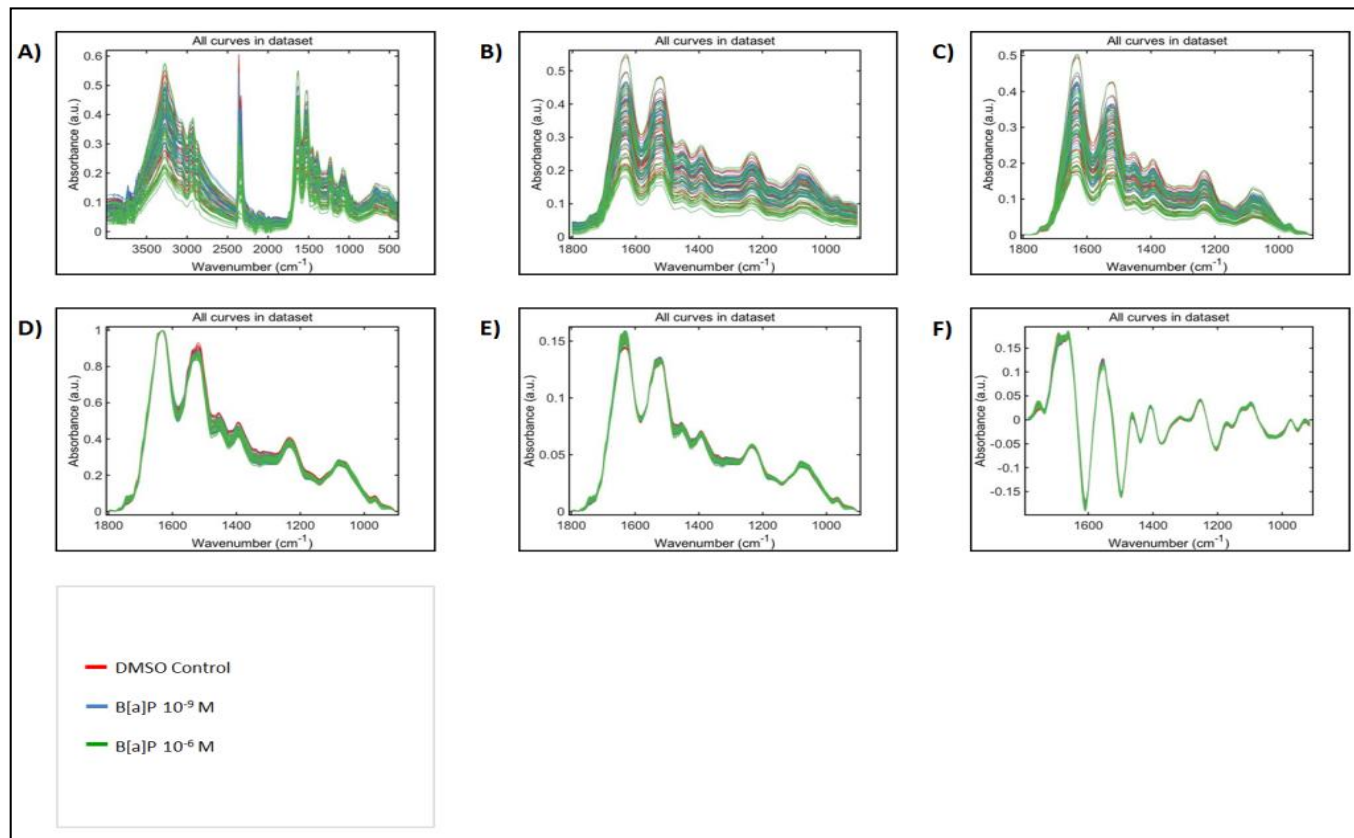 A)
All curves in dataset
Absorbance (a.u.)
0.6
0.5
0.4
0.3
0.2
0.1
0
3500 3000 2500 2000 1500 1000 500
Wavenumber (cm⁻¹)
B)
All curves in dataset
Absorbance (a.u.)
0.5
0.4
0.3
0.2
0.1
0
1800 1600 1400 1200 1000
Wavenumber (cm⁻¹)
C)
All curves in dataset
Absorbance (a.u.)
0.5
0.4
0.3
0.2
0.1
0
1800 1600 1400 1200 1000
Wavenumber (cm⁻¹)
D)
All curves in dataset
Absorbance (a.u.)
1
0.8
0.6
0.4
0.2
0
1800 1600 1400 1200 1000
Wavenumber (cm⁻¹)
E)
All curves in dataset
Absorbance (a.u.)
0.15
0.1
0.05
0
1800 1600 1400 1200 1000
Wavenumber (cm⁻¹)
F)
All curves in dataset
Absorbance (a.u.)
0.15
0.1
0.05
0
-0.05
-0.1
-0.15
1600 1400 1200 1000
Wavenumber (cm⁻¹)
DMSO Control
B[a]P 10⁻⁹ M
B[a]P 10⁻⁶ M